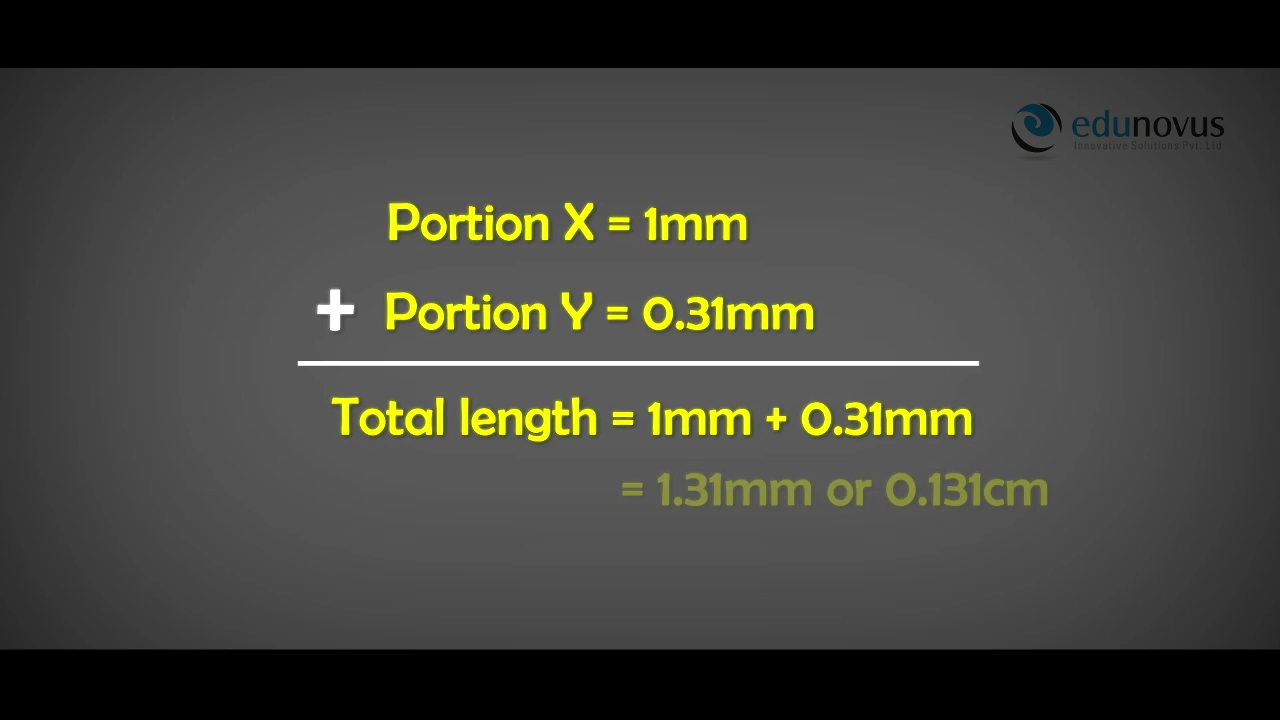 edunovus
Innovative Solutions Pvt. Ltd.
Portion X = 1mm
+ Portion Y = 0.31mm
Total length = 1mm + 0.31mm
= 1.31mm or 0.131cm